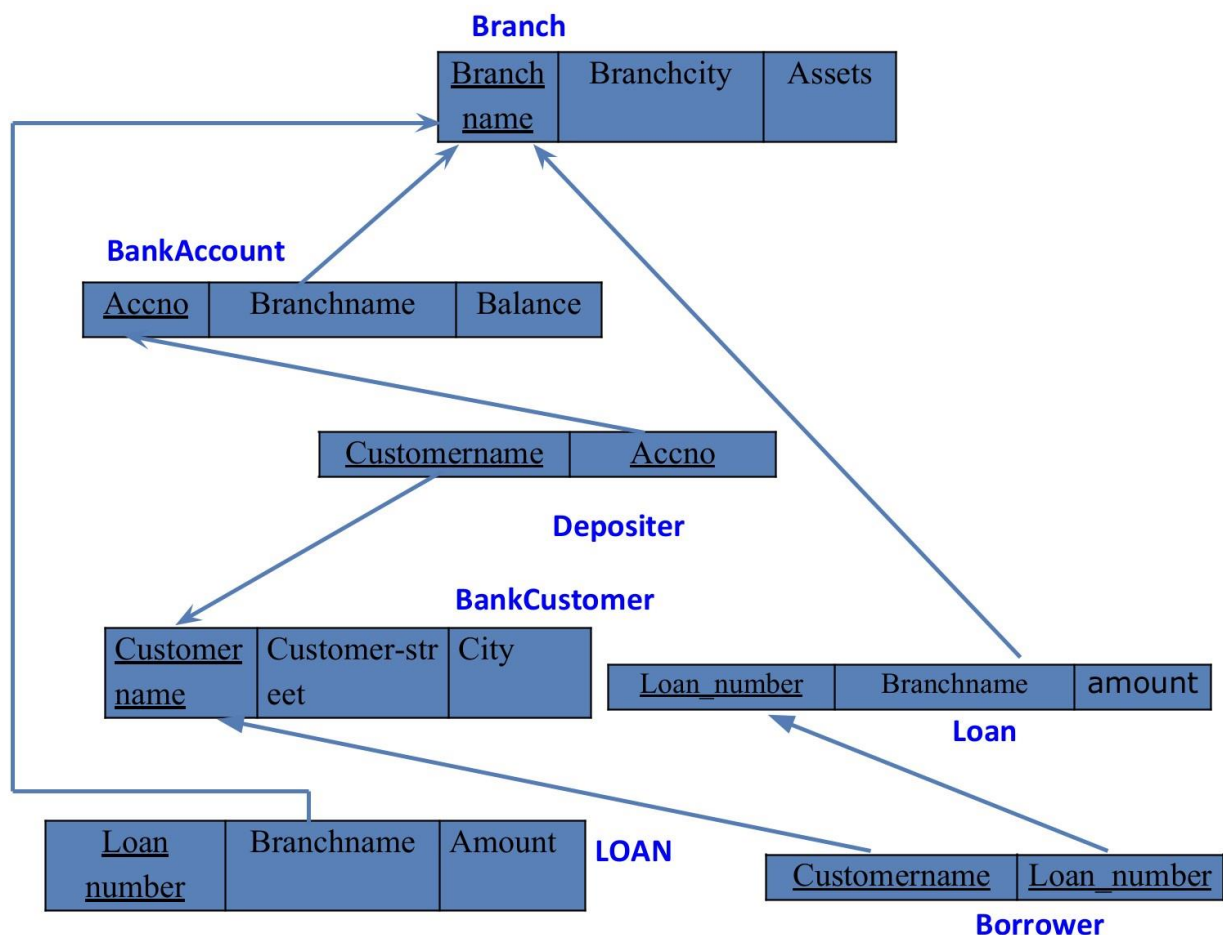 Branch
Branch name Branchcity Assets
BankAccount
Accno Branchname Balance
Customername Accno
Depositer
BankCustomer
Customer name Customer-str eet City
Loan_number Branchname amount
Loan
Loan number Branchname Amount
LOAN
Customername Loan_number
Borrower